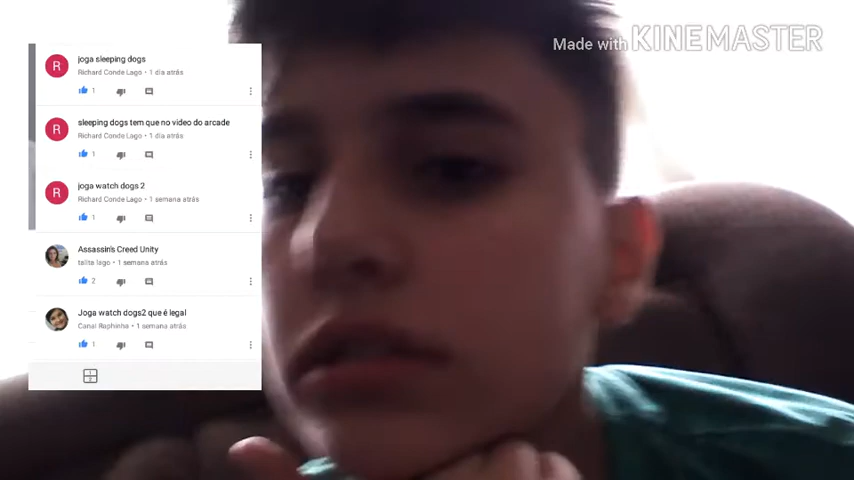 Made with KINEMASTER
joga sleeping dogs
Richard Conde Lago • 1 dia atrás
1
sleeping dogs tem que no video do arcade
Richard Conde Lago • 1 dia atrás
1
joga watch dogs 2
Richard Conde Lago • 1 semana atrás
1
Assassin's Creed Unity
talita lago • 1 semana atrás
2
Joga watch dogs2 que é legal
Canal Raphinha • 1 semana atrás
1